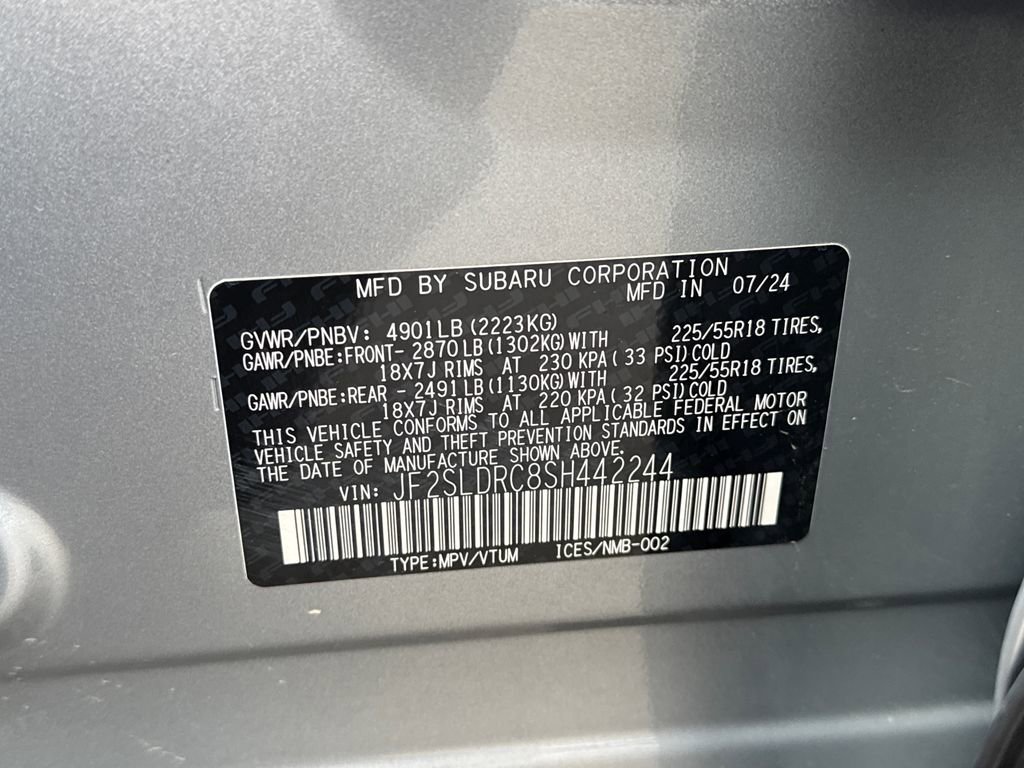 MFD BY SUBARU CORPORATION
MFD IN 07/24
GVWR/PNBV: 4901LB(2223KG)
GAWR/PNBE:FRONT- 2870LB(1302KG)WITH 225/55R18 TIRES,
18X7J RIMS AT 230 KPA( 33 PSI)COLD
GAWR/PNBE:REAR - 2491LB(1130KG)WITH 225/55R18 TIRES,
18X7J RIMS AT 220 KPA( 32 PSI)COLD
THIS VEHICLE CONFORMS TO ALL APPLICABLE FEDERAL MOTOR
VEHICLE SAFETY AND THEFT PREVENTION STANDARDS IN EFFECT ON
THE DATE OF MANUFACTURE SHOWN ABOVE.
VIN: JF2SLDRC8SH442244
TYPE:MPV/VTUM ICES/NMB-002